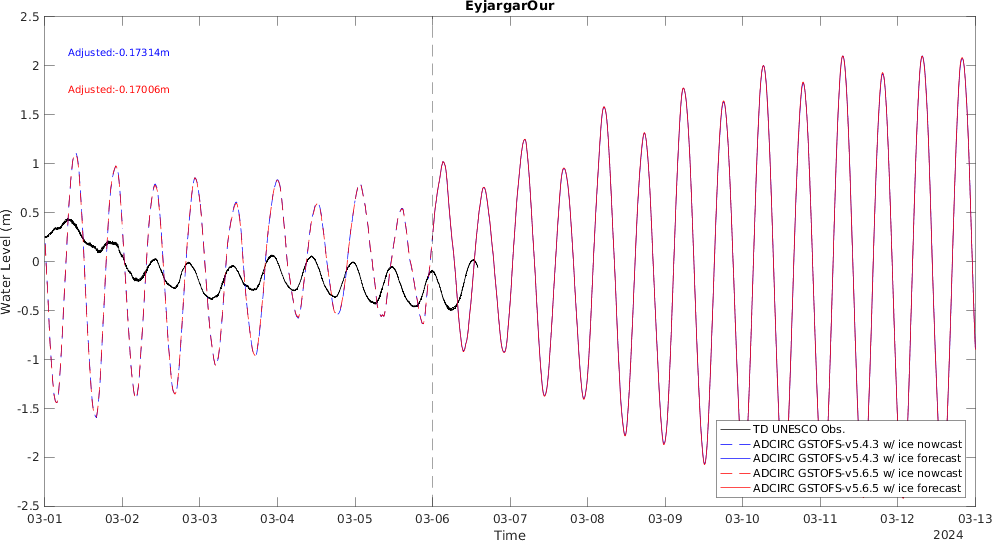 EyjargarOur
Adjusted:-0.17314m
Adjusted:-0.17006m
Water Level (m)
2.5
2
1.5
1
0.5
0
-0.5
-1
-1.5
-2
-2.5
TD UNESCO Obs.
ADCIRC GSTOFS-v5.4.3 w/ ice nowcast
ADCIRC GSTOFS-v5.4.3 w/ ice forecast
ADCIRC GSTOFS-v5.6.5 w/ ice nowcast
ADCIRC GSTOFS-v5.6.5 w/ ice forecast
03-01 03-02 03-03 03-04 03-05 03-06 03-07 03-08 03-09 03-10 03-11 03-12 03-13
Time
2024